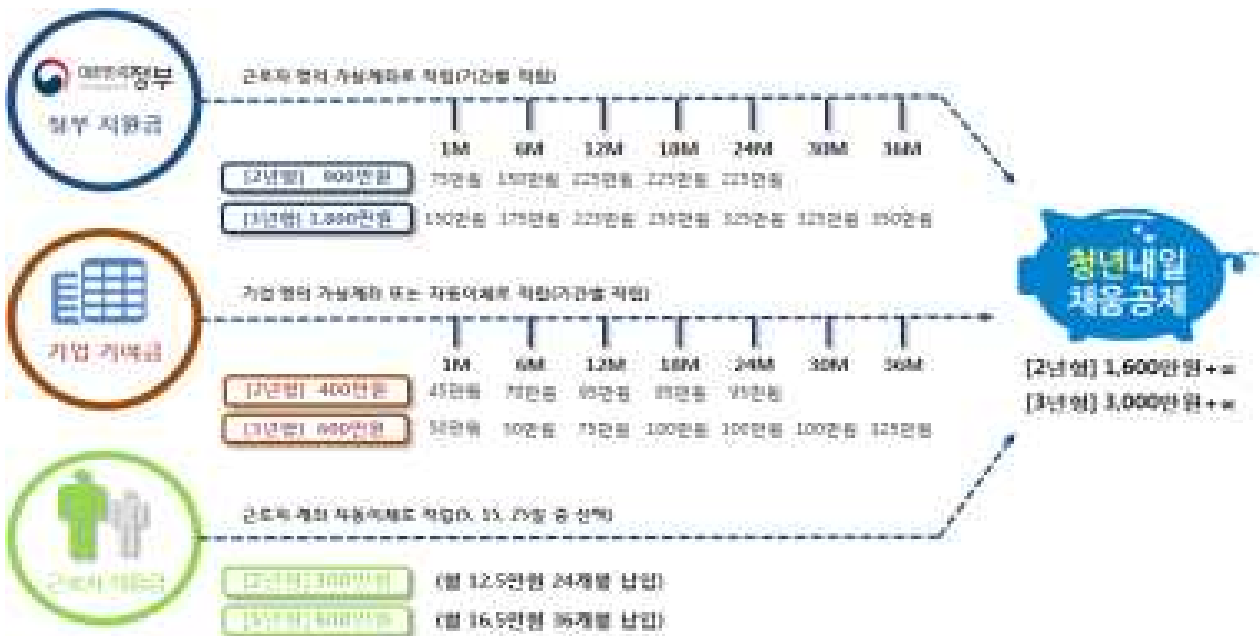 대한민국정부
정부 지원금
근로자 명의 가상계좌로 적립(기간별 적립)
1M 6M 12M 18M 24M 30M 36M
[2년형] 900만원 75만원 150만원 225만원 225만원 225만원
[3년형] 1,800만원 150만원 175만원 225만원 250만원 325만원 325만원 350만원
기업 기여금
기업 명의 가상계좌 또는 자동이체로 적립(기간별 적립)
1M 6M 12M 18M 24M 30M 36M
[2년형] 400만원 45만원 70만원 95만원 95만원 95만원
[3년형] 600만원 50만원 50만원 75만원 100만원 100만원 100만원 125만원
청년내일
채움공제
[2년형] 1,600만원+∞
[3년형] 3,000만원+∞
근로자 계좌 자동이체로 적립(5, 15, 25일 중 선택)
근로자 적립금
[2년형] 300만원 (월 12.5만원 24개월 납입)
[3년형] 600만원 (월 16.5만원 36개월 납입)